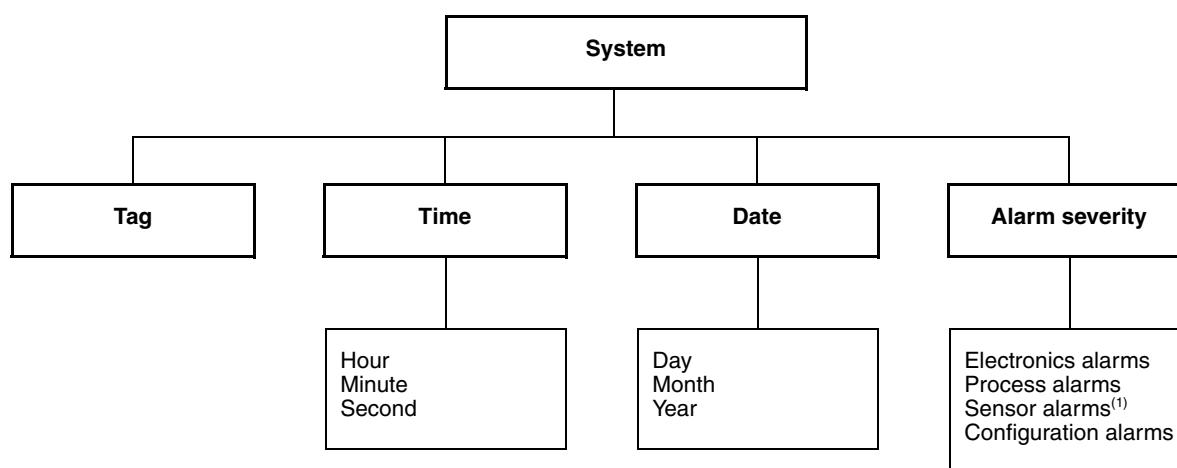 System
Tag
Time
Date
Alarm severity
Hour
Minute
Second
Day
Month
Year
Electronics alarms
Process alarms
Sensor alarms(1)
Configuration alarms